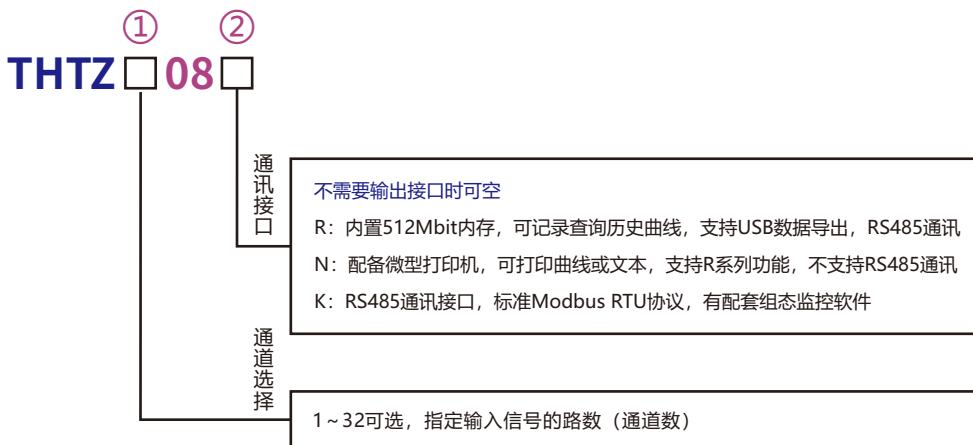 ① ②
THTZ□08□
通讯接口
不需要输出接口时可空
R：内置512Mbit内存，可记录查询历史曲线，支持USB数据导出，RS485通讯
N：配备微型打印机，可打印曲线或文本，支持R系列功能，不支持RS485通讯
K：RS485通讯接口，标准Modbus RTU协议，有配套组态监控软件
通道选择
1~32可选，指定输入信号的路数（通道数）